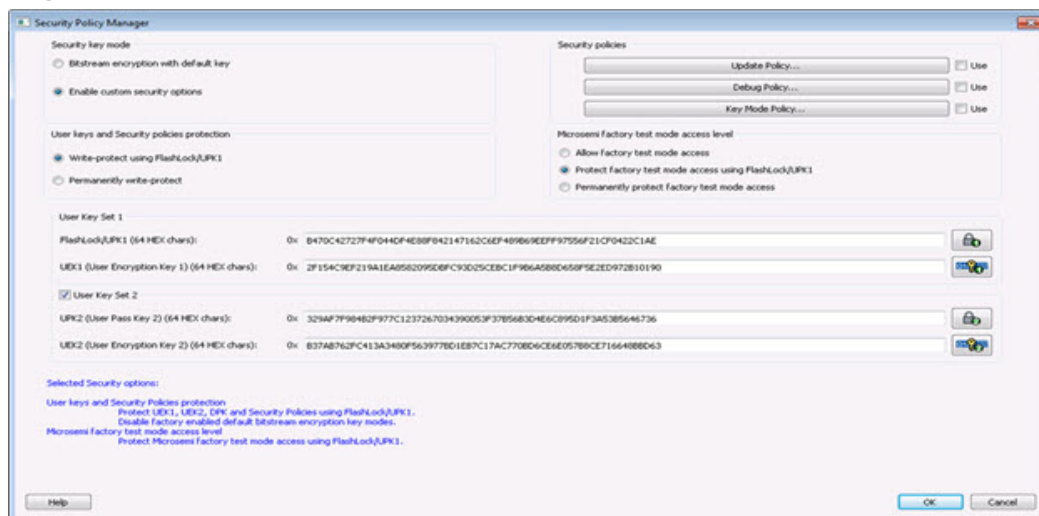 Security Policy Manager
Security key mode
Bitstream encryption with default key
Enable custom security options
Security policies
Update Policy...
Use
Debug Policy...
Use
Key Mode Policy...
Use
User keys and Security policies protection
Write-protect using FlashLock/UPK1
Permanently write-protect
Microsemi factory test mode access level
Allow factory test mode access
Protect factory test mode access using FlashLock/UPK1
Permanently protect factory test mode access
User Key Set 1
FlashLock/UPK1 (64 HEX chars):
0x
UEK1 (User Encryption Key 1) (64 HEX chars):
0x
User Key Set 2
UPK2 (User Pass Key 2) (64 HEX chars):
0x
UEK2 (User Encryption Key 2) (64 HEX chars):
0x
Selected Security options:
User keys and Security Policies protection
Protect UEK1, UEK2, DPK and Security Policies using FlashLock/UPK1.
Disable factory enabled default bitstream encryption key modes.
Microsemi factory test mode access level
Protect Microsemi factory test mode access using FlashLock/UPK1.
Help
OK
Cancel